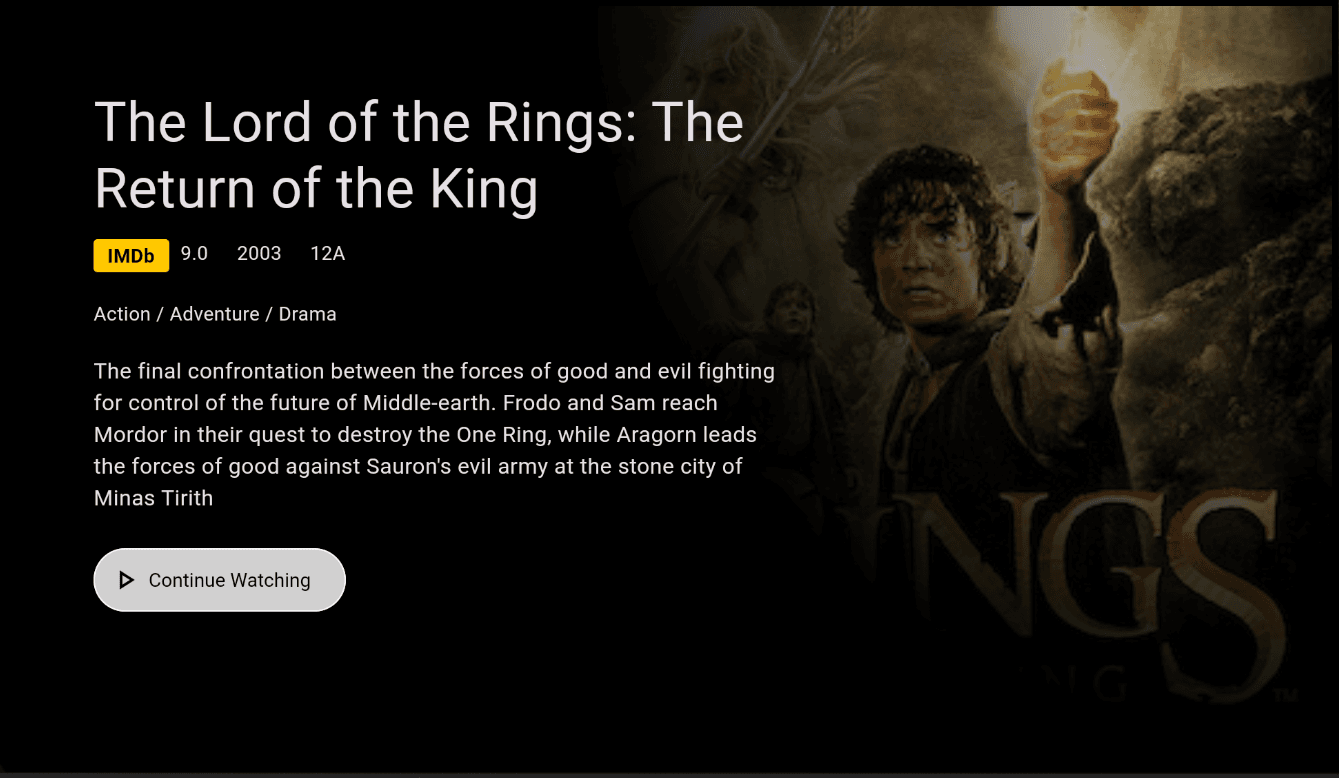 The Lord of the Rings: The
Return of the King
IMDb 9.0 2003 12A
Action / Adventure / Drama
The final confrontation between the forces of good and evil fighting
for control of the future of Middle-earth. Frodo and Sam reach
Mordor in their quest to destroy the One Ring, while Aragorn leads
the forces of good against Sauron's evil army at the stone city of
Minas Tirith
Continue Watching
INGS
NG
TM